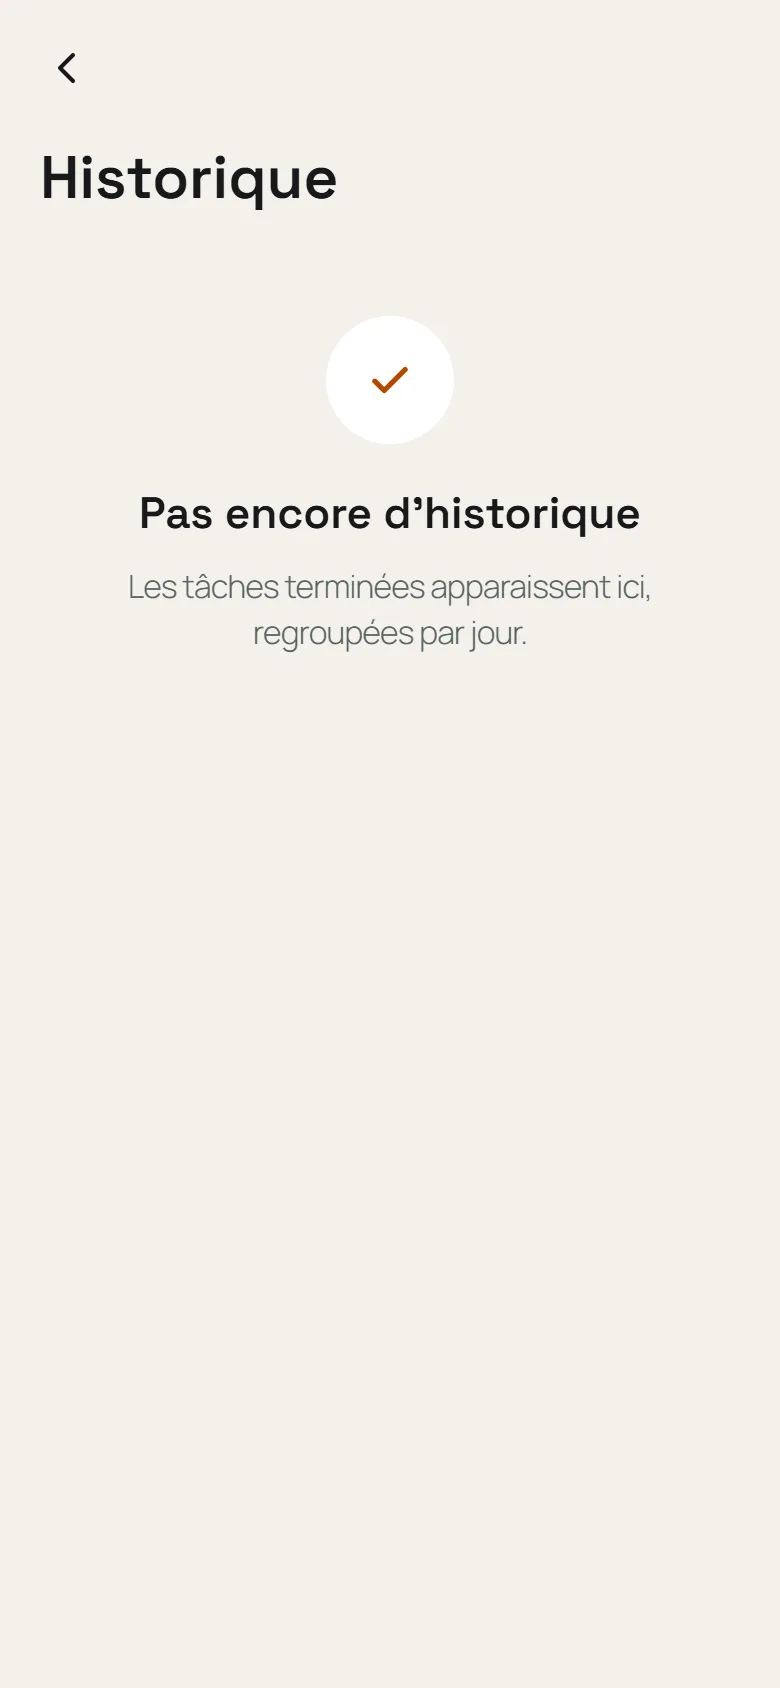 Historique
Pas encore d’historique
Les tâches terminées apparaissent ici,
regroupées par jour.